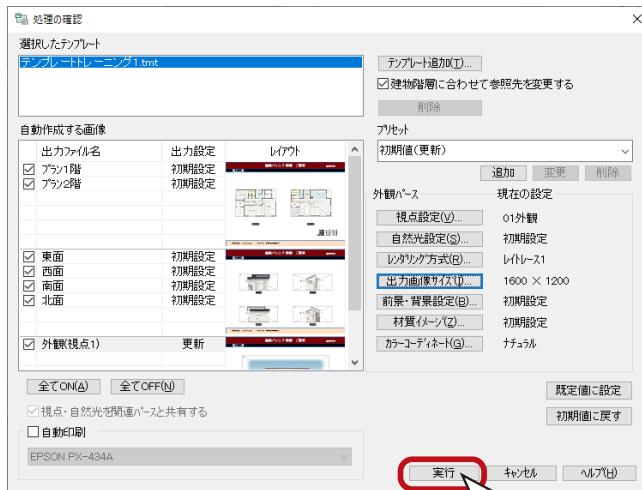 処理の確認
選択したテンプレート
テンプレートトレーニング1.tmt
テンプレート追加(T)...
建物階層に合わせて参照先を変更する
削除
自動作成する画像
出力ファイル名 出力設定 レイアウト
プラン1階 初期設定
プラン2階 初期設定
東面 初期設定
西面 初期設定
南面 初期設定
北面 初期設定
外観(視点1) 更新
プリセット
初期値(更新)
追加 変更 削除
外観パース 現在の設定
視点設定(V)... 01外観
自然光設定(S)... 初期設定
レンダリング方式(R)... レイトレース1
出力画像サイズ(I)... 1600 × 1200
前景・背景設定(B)... 初期設定
材質イメージ(Z)... 初期設定
カラーコーディネート(G)... ナチュラル
全てON(A) 全てOFF(N)
視点・自然光を関連パースと共有する
自動印刷
EPSON PX-434A
既定値に設定
初期値に戻す
実行 キャンセル ヘルプ(H)